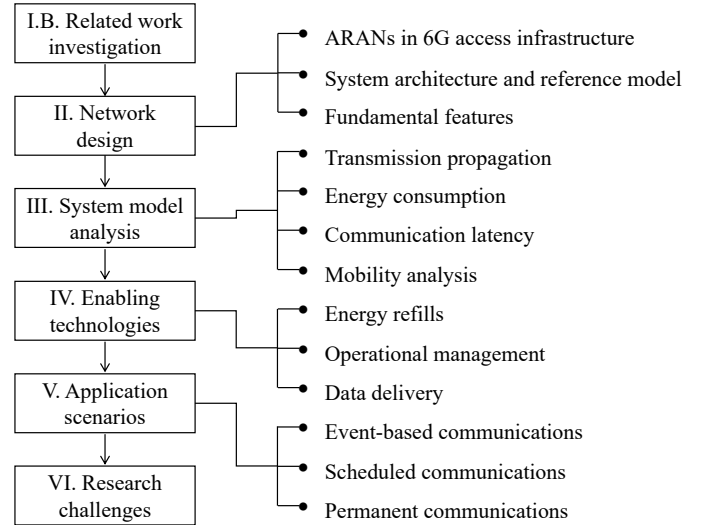 I.B. Related work
investigation
II. Network
design
III. System model
analysis
IV. Enabling
technologies
V. Application
scenarios
VI. Research
challenges
ARANs in 6G access infrastructure
System architecture and reference model
Fundamental features
Transmission propagation
Energy consumption
Communication latency
Mobility analysis
Energy refills
Operational management
Data delivery
Event-based communications
Scheduled communications
Permanent communications